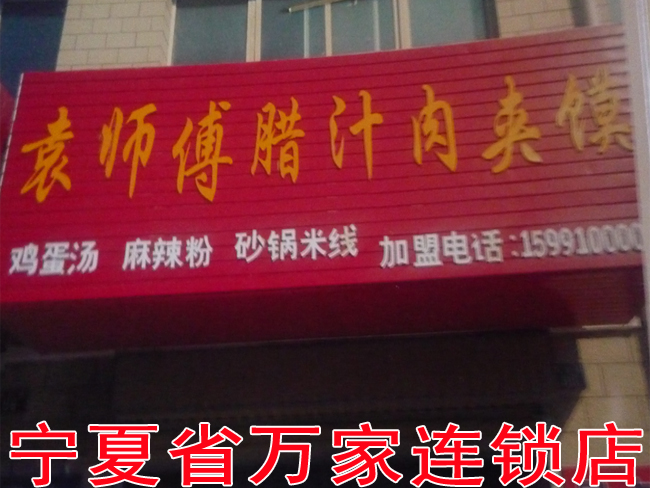 袁师傅腊汁肉夹馍
鸡蛋汤 麻辣粉 砂锅米线 加盟电话:159910000
宁夏省万家连锁店